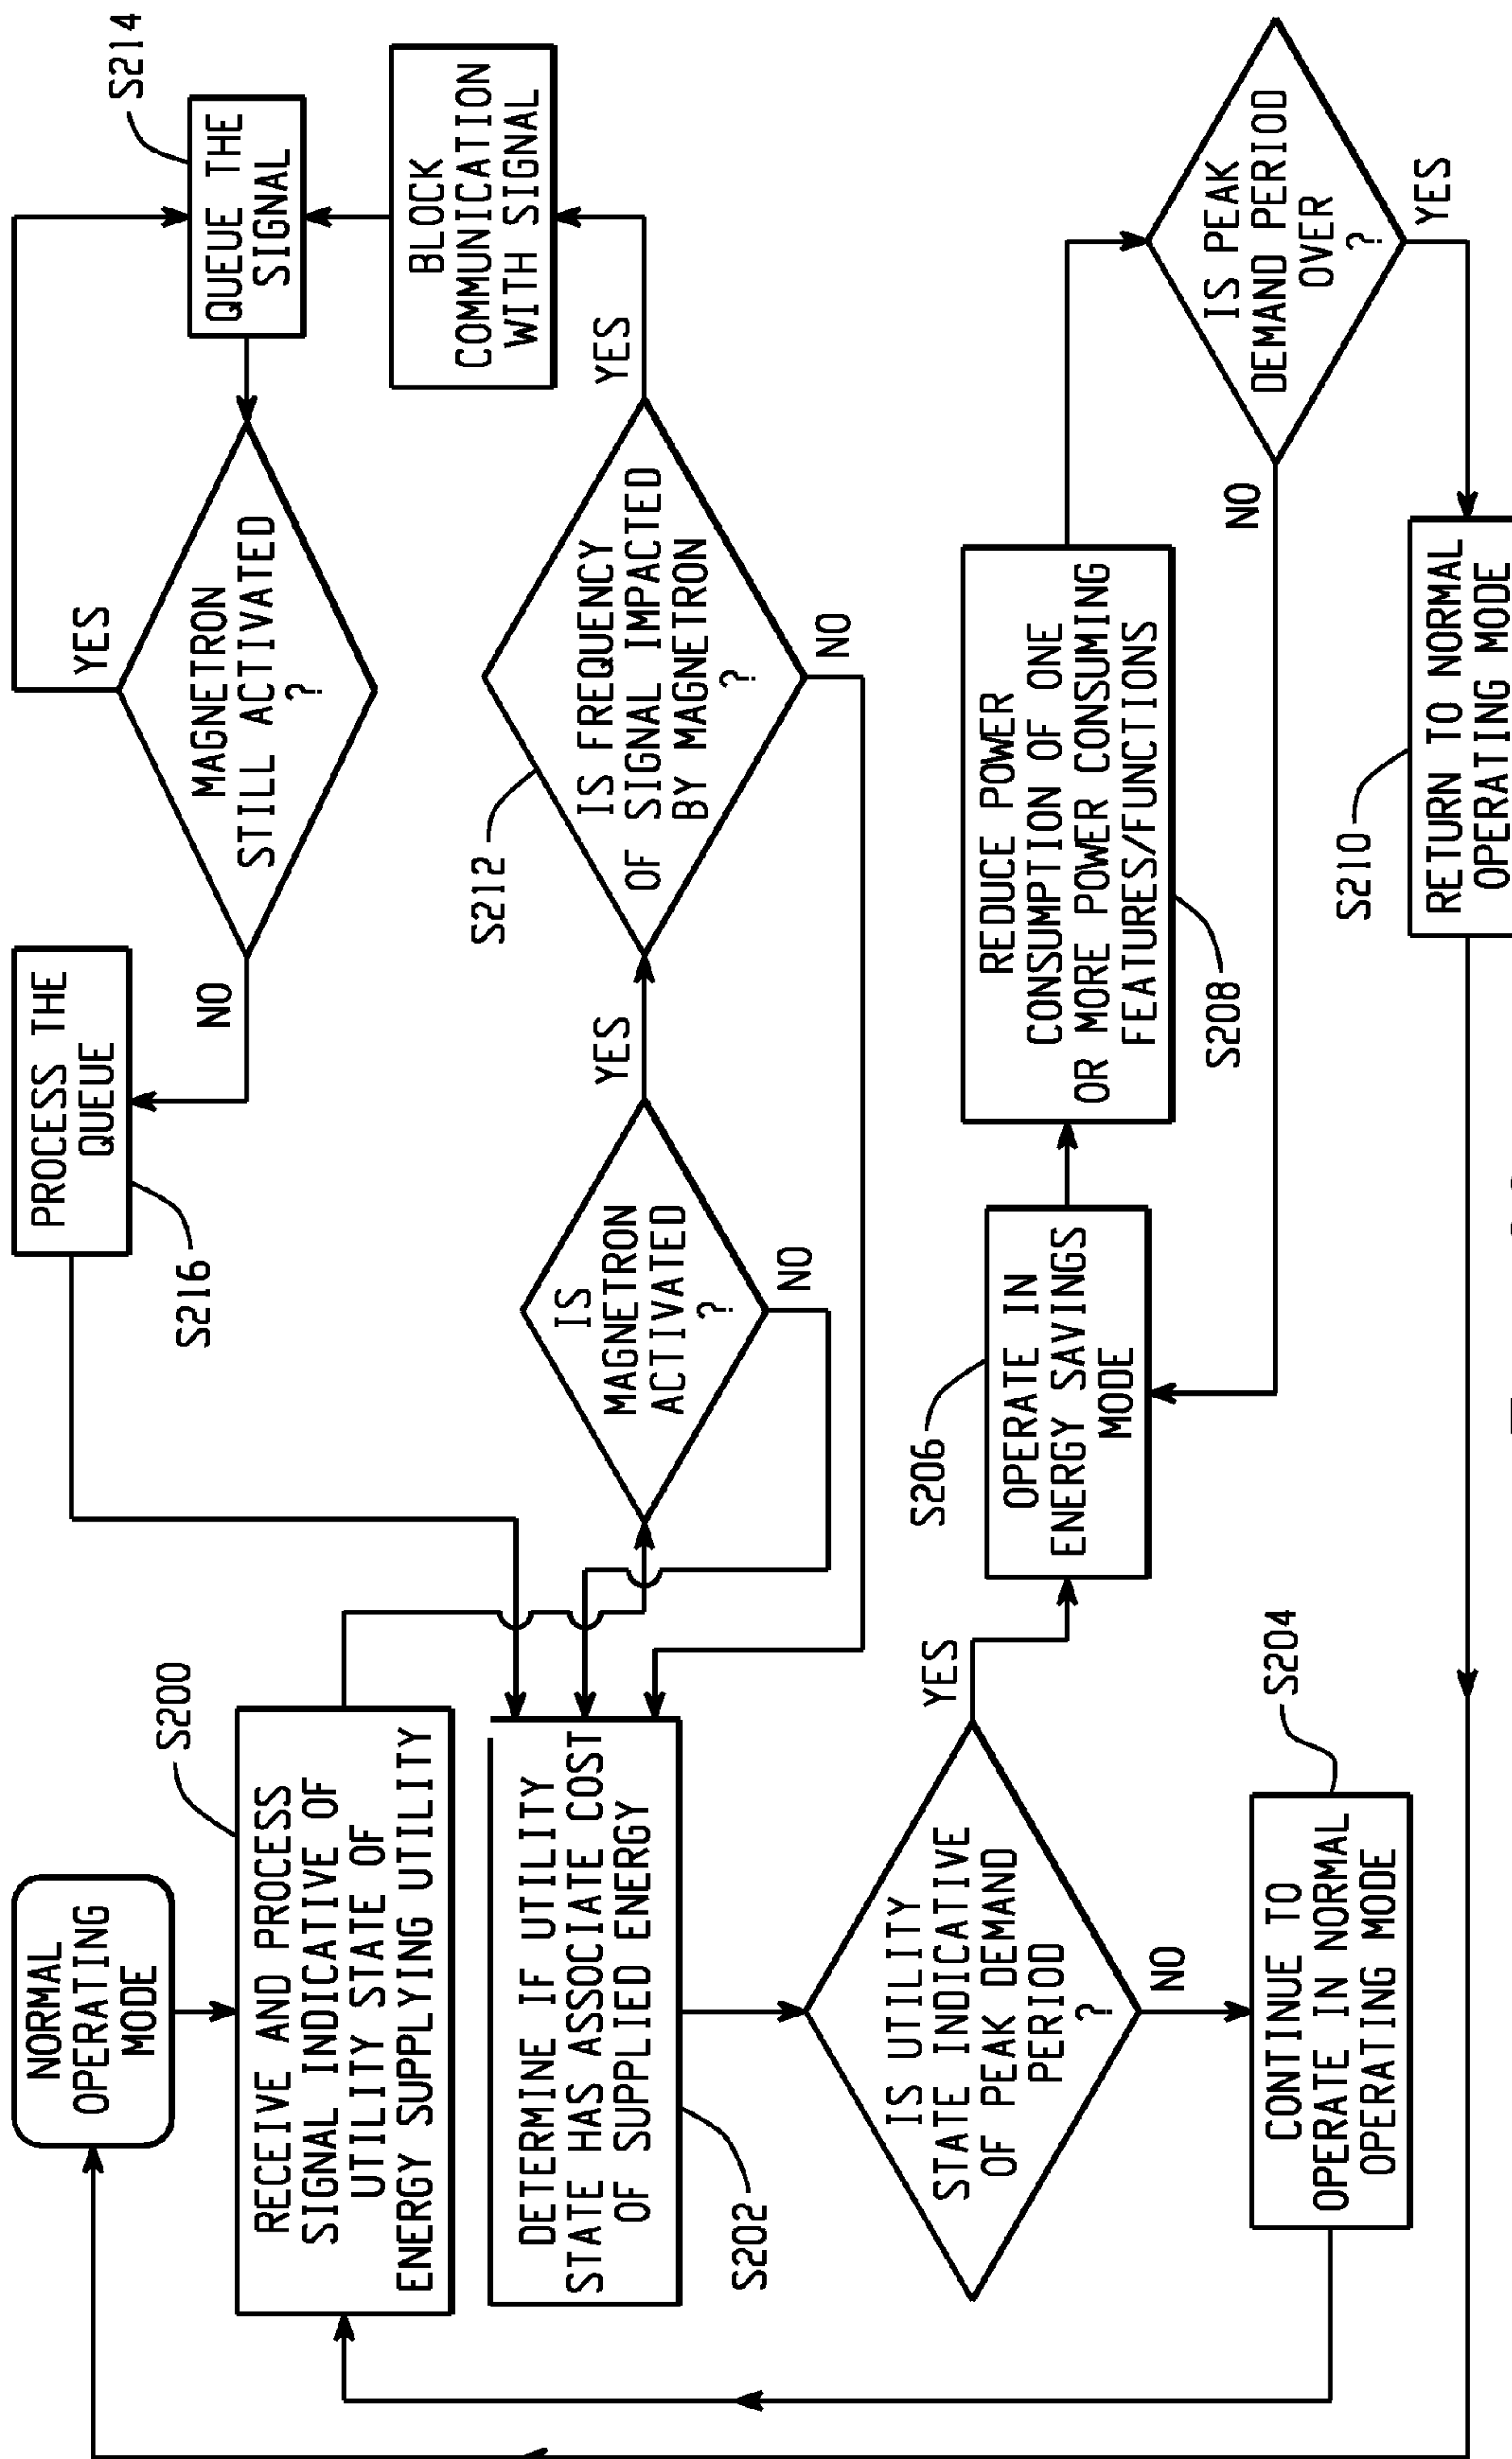 NORMAL
OPERATING
MODE
S200
RECEIVE AND PROCESS
SIGNAL INDICATIVE OF
UTILITY STATE OF
ENERGY SUPPLYING UTILITY
DETERMINE IF UTILITY
STATE HAS ASSOCIATE COST
OF SUPPLIED ENERGY
S202
IS UTILITY
STATE INDICATIVE
OF PEAK DEMAND
PERIOD
?
YES
NO
CONTINUE TO
OPERATE IN NORMAL
OPERATING MODE
S204
PROCESS THE
QUEUE
S216
NO
MAGNETRON
STILL ACTIVATED
?
YES
QUEUE THE
SIGNAL
S214
BLOCK
COMMUNICATION
WITH SIGNAL
IS
MAGNETRON
ACTIVATED
?
YES
NO
S212
IS FREQUENCY
OF SIGNAL IMPACTED
BY MAGNETRON
?
YES
NO
S206
OPERATE IN
ENERGY SAVINGS
MODE
REDUCE POWER
CONSUMPTION OF ONE
OR MORE POWER CONSUMING
FEATURES/FUNCTIONS
S208
IS PEAK
DEMAND PERIOD
OVER
?
NO
YES
S210
RETURN TO NORMAL
OPERATING MODE